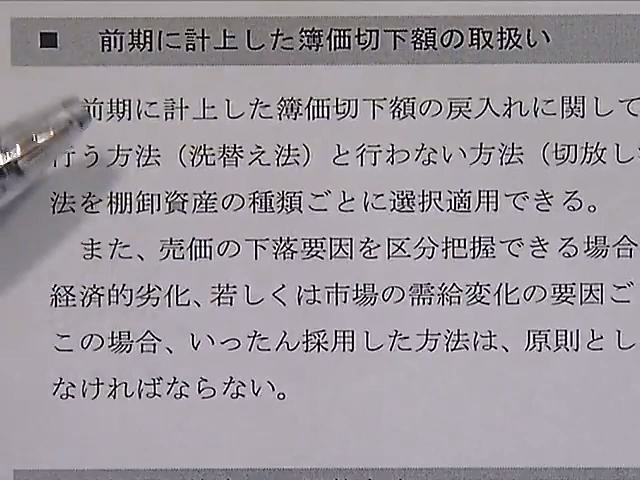 ■ 前期に計上した簿価切下額の取扱い
前期に計上した簿価切下額の戻入れに関して
行う方法（洗替え法）と行わない方法（切放し
法を棚卸資産の種類ごとに選択適用できる。
また、売価の下落要因を区分把握できる場合
経済的劣化、若しくは市場の需給変化の要因ご
この場合、いったん採用した方法は、原則とし
なければならない。